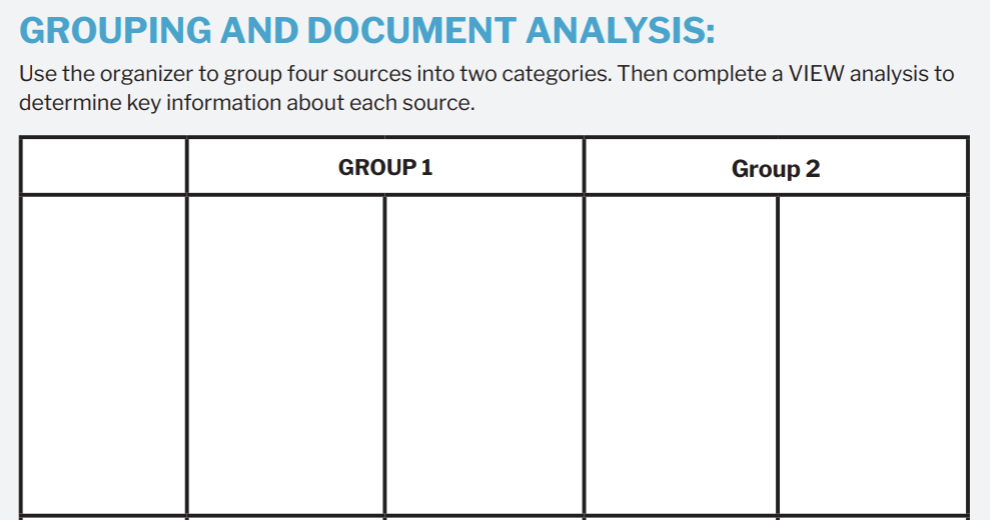 GROUPING AND DOCUMENT ANALYSIS:
Use the organizer to group four sources into two categories. Then complete a VIEW analysis to
determine key information about each source.
GROUP 1
Group 2